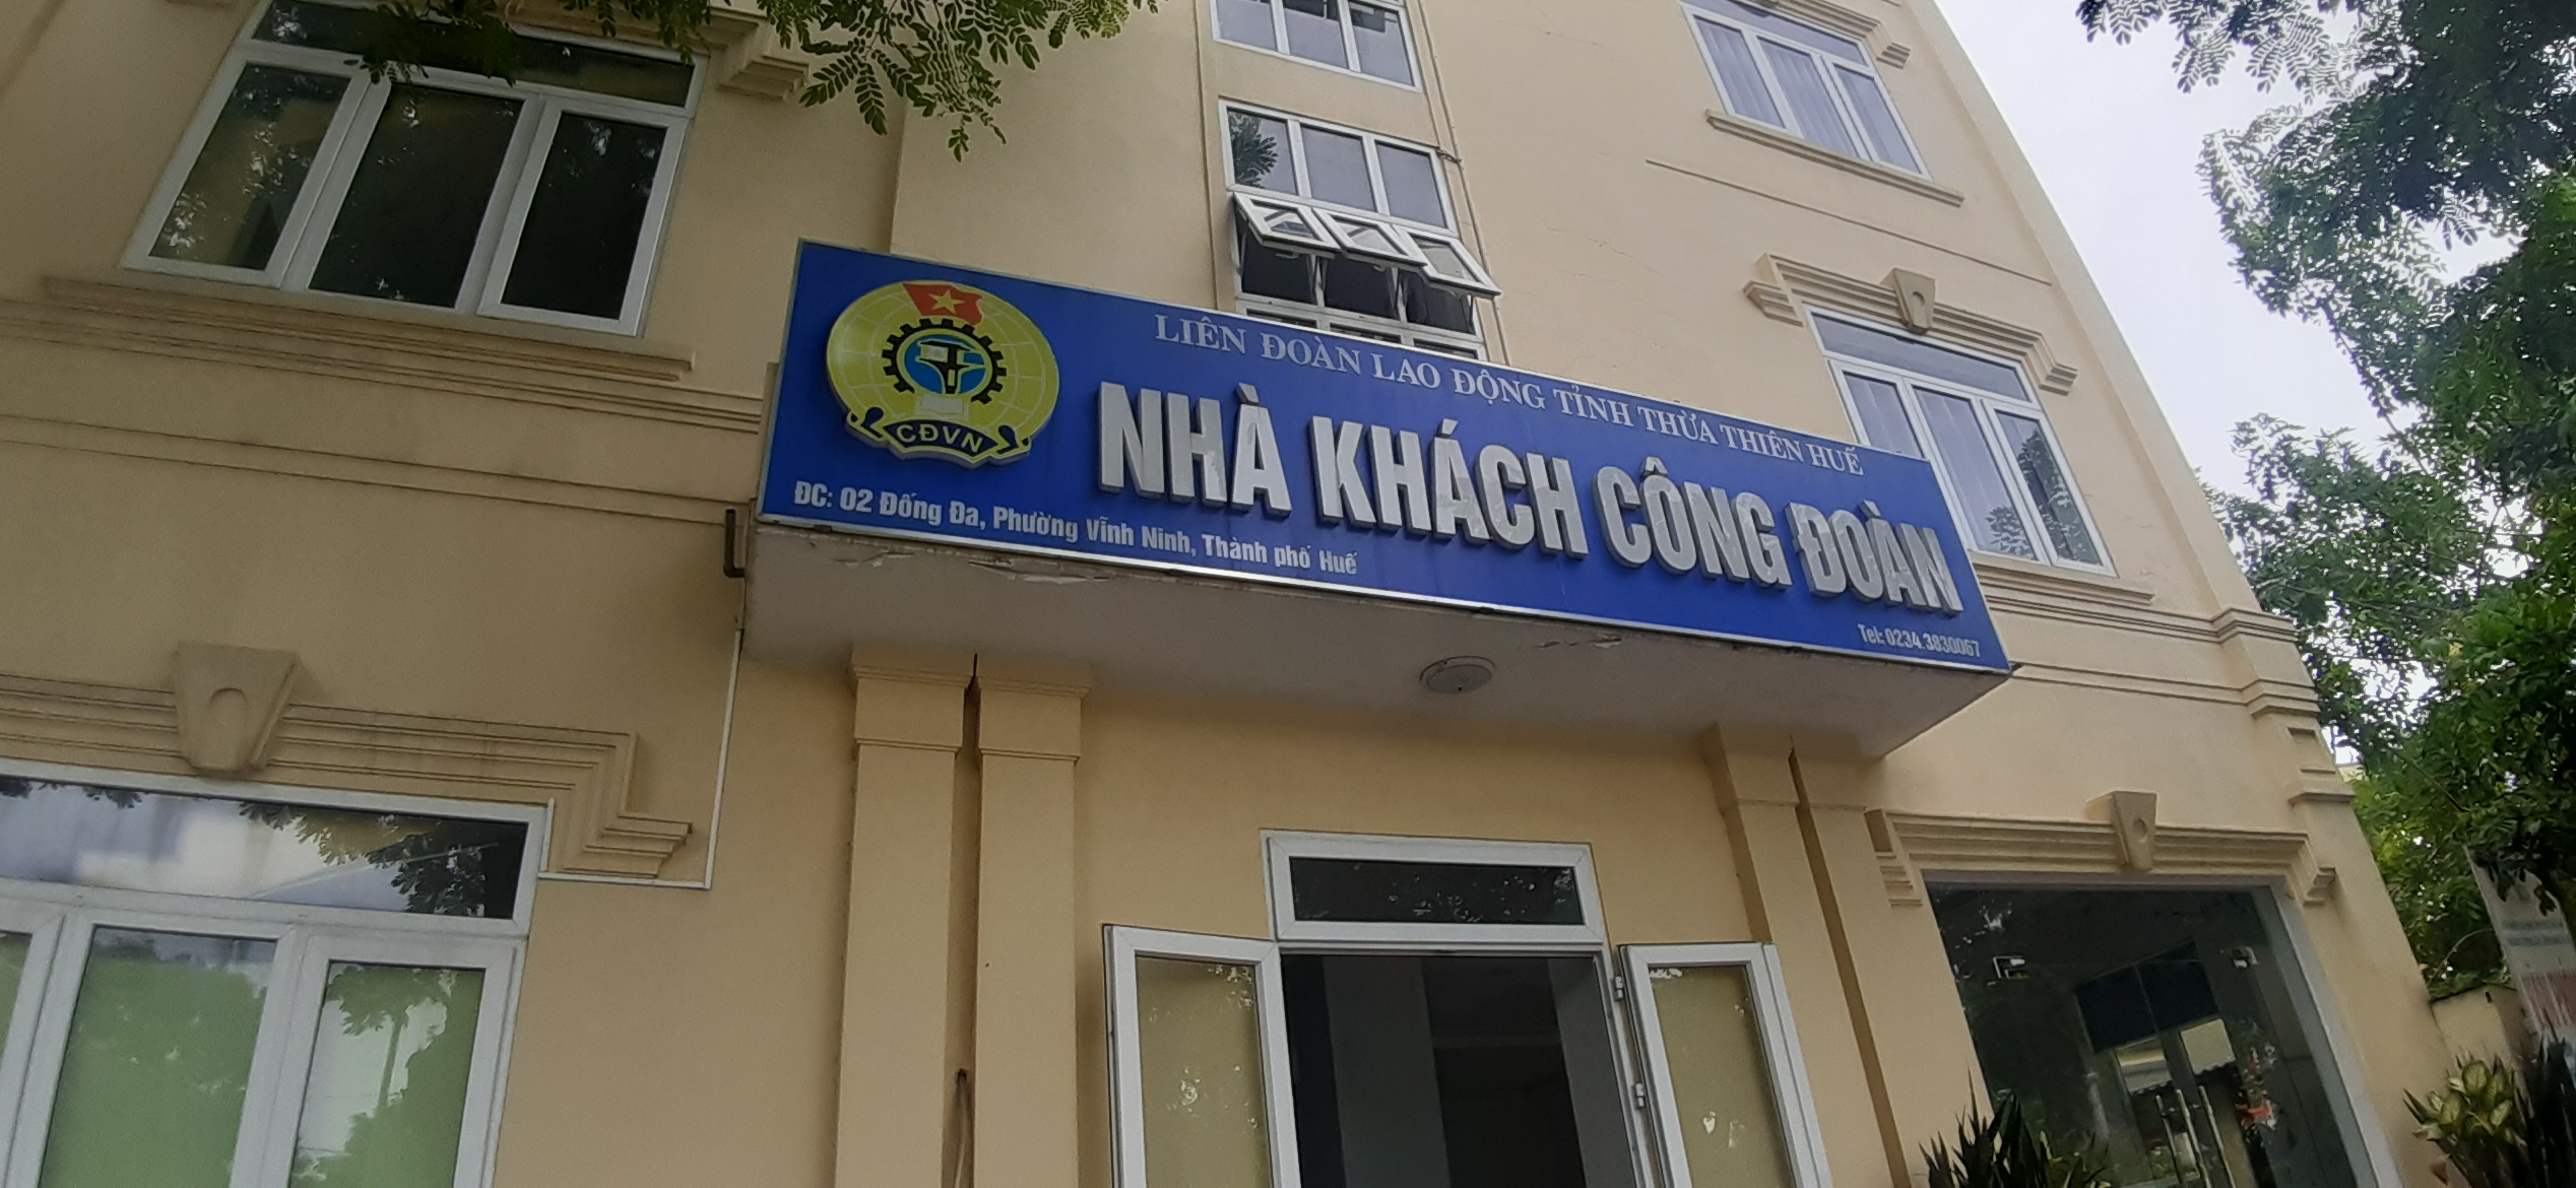 LIÊN ĐOÀN LAO ĐỘNG TỈNH THỪA THIÊN HUẾ
NHÀ KHÁCH CÔNG ĐOÀN
CĐVN
ĐC: 02 Đống Đa, Phường Vĩnh Ninh, Thành phố Huế
Tel: 0234.3830067